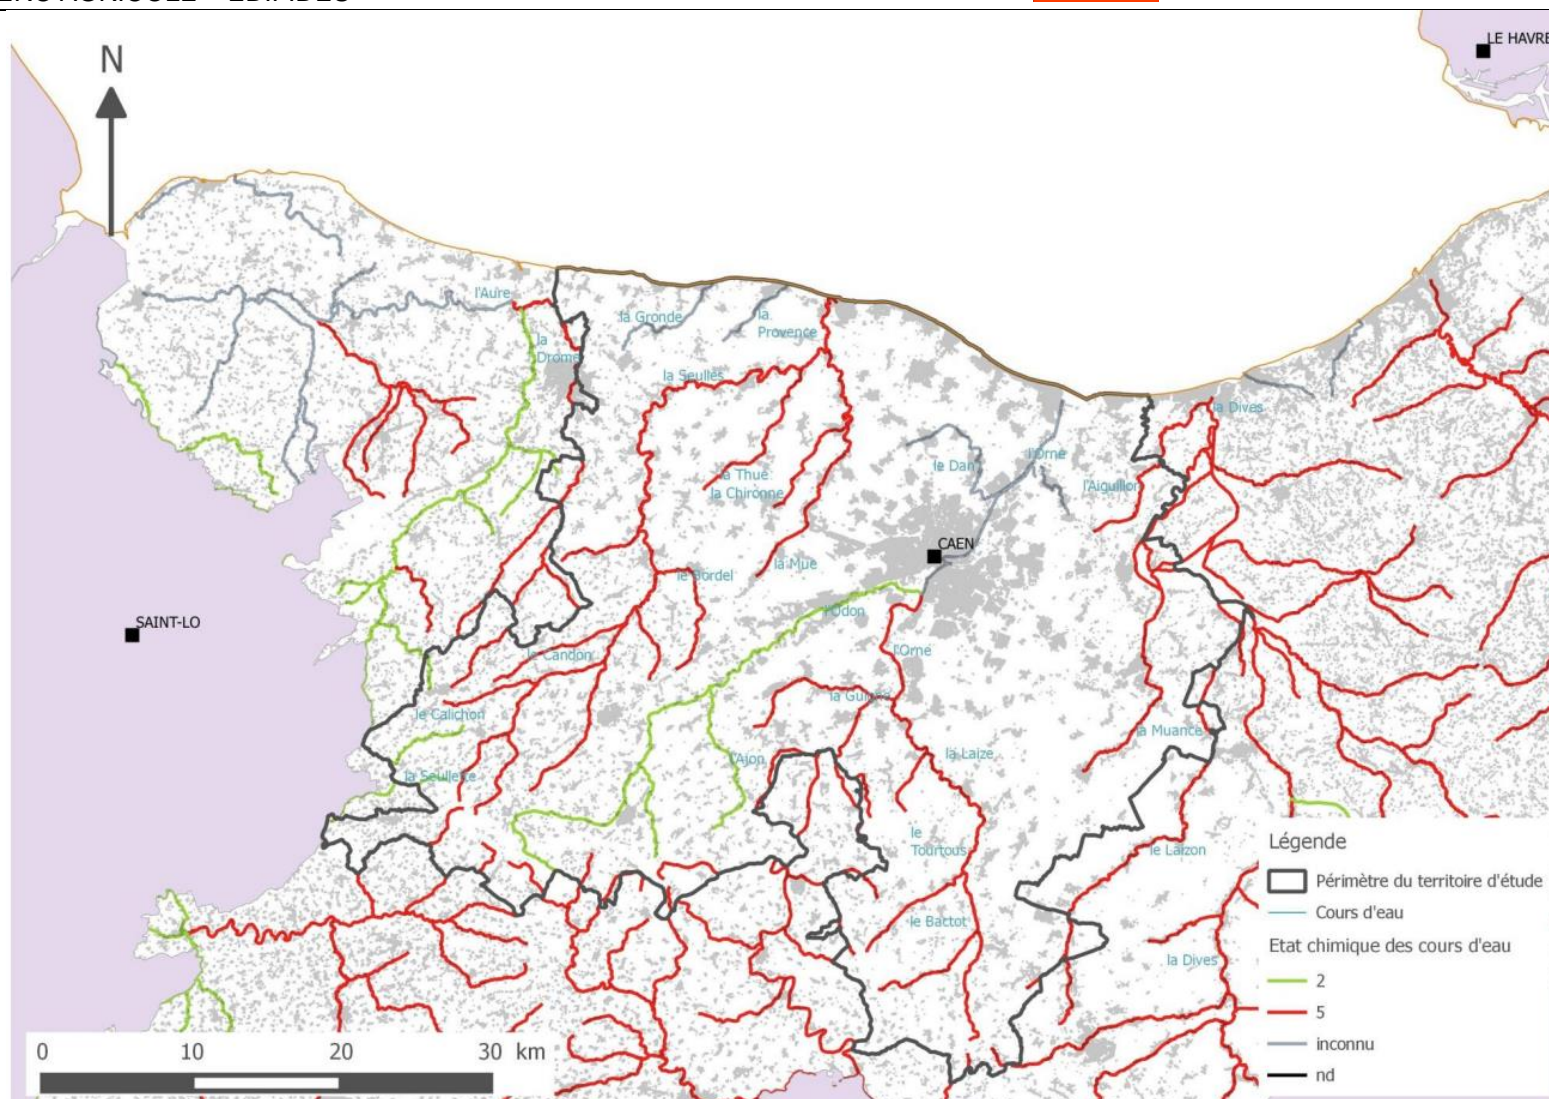 N
LE HAVRE
l'Aure
la Gronde
la
Provence
la
Drome
la Seulles
la Dives
la Thue
la Chironne
le Dan
l'Orne
l'Aiguillon
CAEN
la Mue
le Bordel
l'Odon
SAINT-LO
l'Orne
le Candon
le Calichon
la Muance
l'Ajon
la Laize
la Seullette
le
Tourtous
le Laizon
le Bactot
la Dives
Légende
Périmètre du territoire d'étude
Cours d'eau
Etat chimique des cours d'eau
2
5
inconnu
nd
0 10 20 30 km